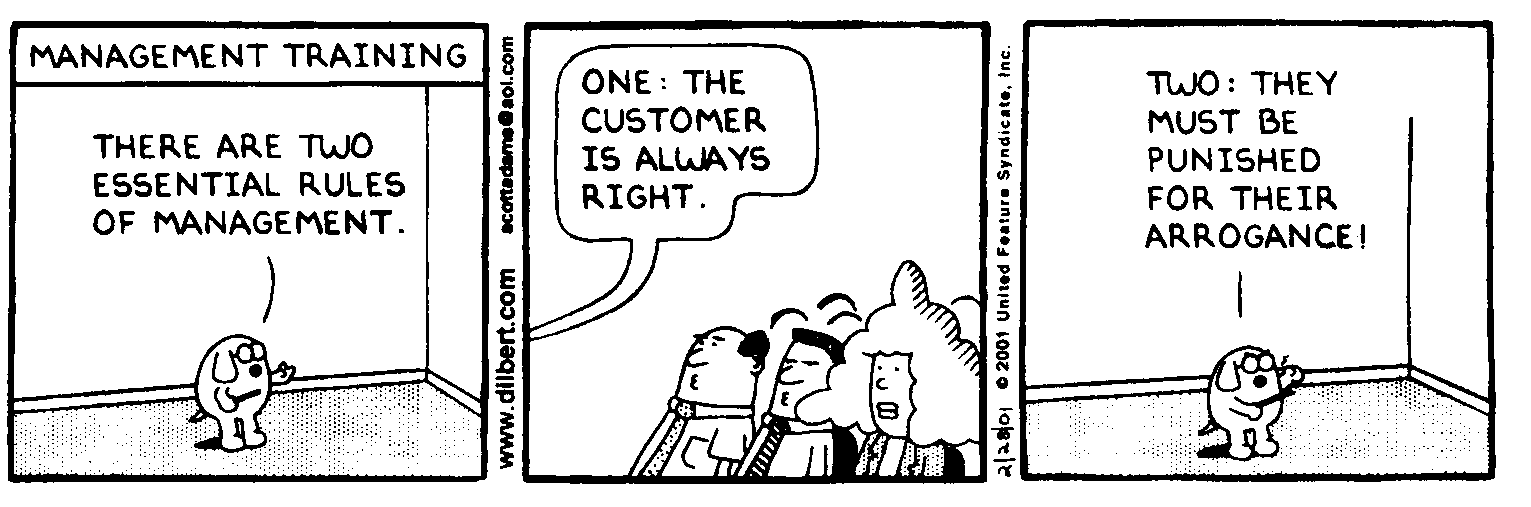 MANAGEMENT TRAINING
THERE ARE TWO
ESSENTIAL RULES
OF MANAGEMENT.
www.dilbert.com scottadams@aol.com
ONE: THE
CUSTOMER
IS ALWAYS
RIGHT.
2/28/01 © 2001 United Feature Syndicate, Inc.
TWO: THEY
MUST BE
PUNISHED
FOR THEIR
ARROGANCE!